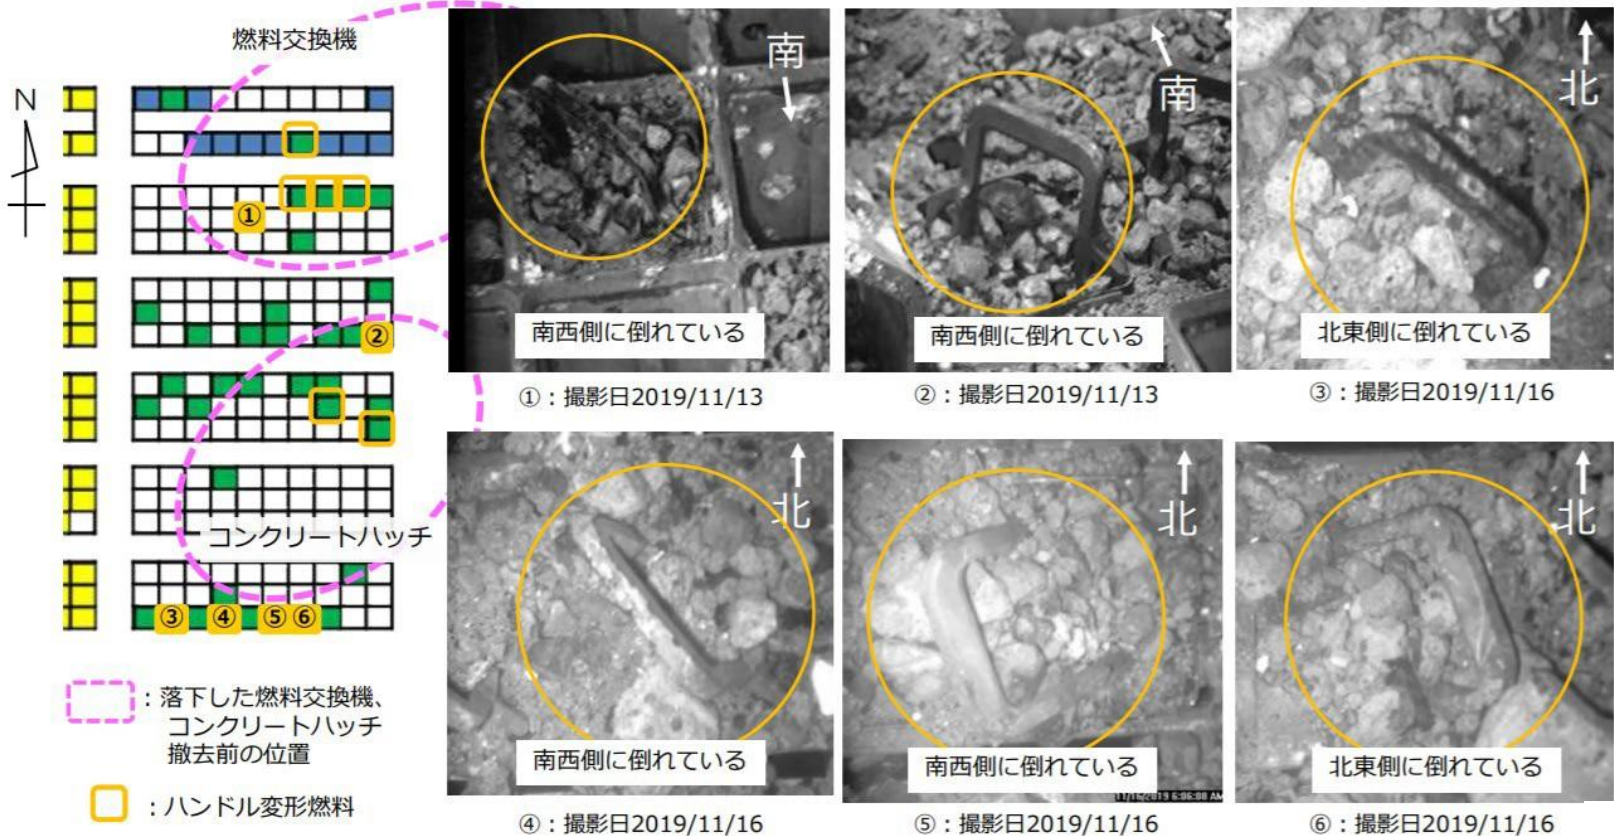 燃料交換機
N
①
②
コンクリートハッチ
③
④
⑤
⑥
:落下した燃料交換機、
コンクリートハッチ
撤去前の位置
:ハンドル変形燃料
南
南西側に倒れている
①:撮影日2019/11/13
南
南西側に倒れている
②:撮影日2019/11/13
北
北東側に倒れている
③:撮影日2019/11/16
北
南西側に倒れている
④:撮影日2019/11/16
北
南西側に倒れている
11/16/2019 6:06:08 AM
⑤:撮影日2019/11/16
北
北東側に倒れている
⑥:撮影日2019/11/16